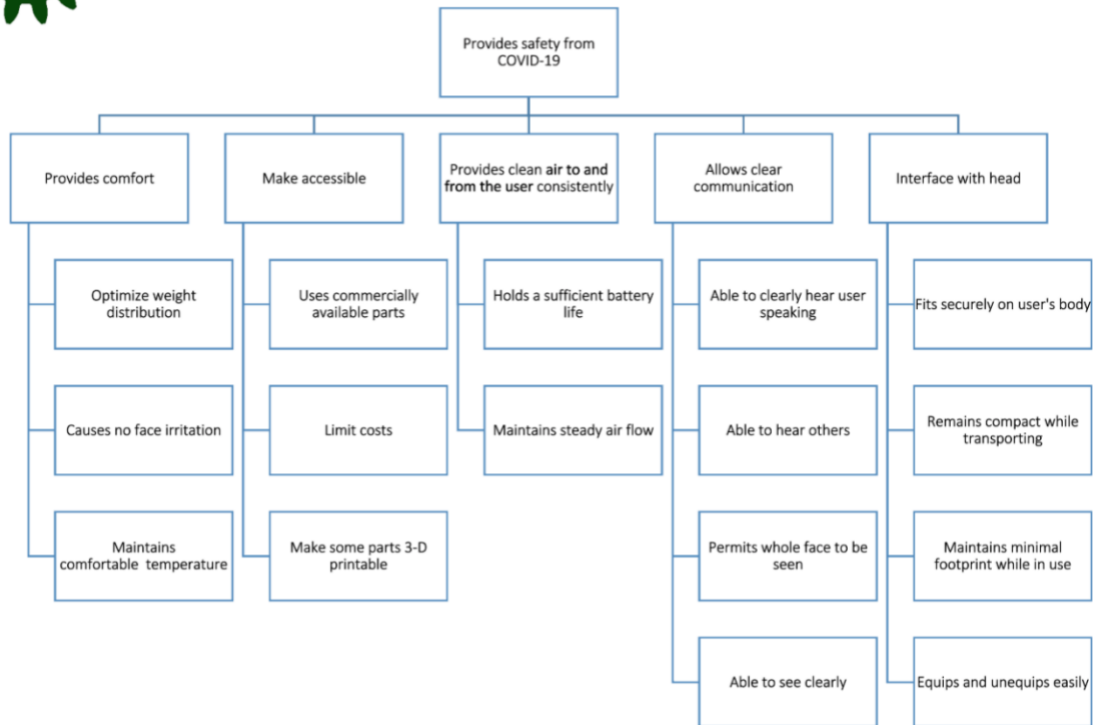 Provides safety from
COVID-19
Provides comfort
Make accessible
Provides clean air to and
from the user consistently
Allows clear
communication
Interface with head
Optimize weight
distribution
Uses commercially
available parts
Holds a sufficient battery
life
Able to clearly hear user
speaking
Fits securely on user's body
Causes no face irritation
Limit costs
Maintains steady air flow
Able to hear others
Remains compact while
transporting
Maintains
comfortable  temperature
Make some parts 3-D
printable
Permits whole face to be
seen
Maintains minimal
footprint while in use
Able to see clearly
Equips and unequips easily